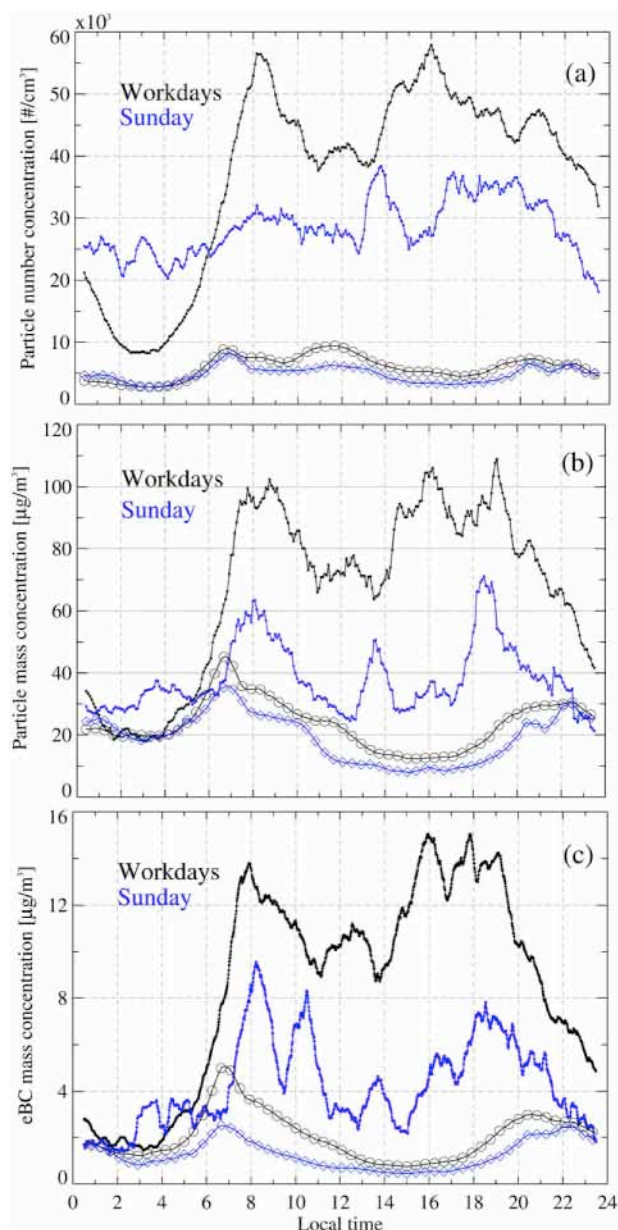 x10³
60
(a)
Workdays
Sunday
50
40
30
20
10
0
Particle number concentration [#/cm³]
120
(b)
Workdays
Sunday
100
80
60
40
20
0
Particle mass concentration [µg/m³]
16
(c)
Workdays
Sunday
12
8
4
0
eBC mass concentration [µg/m³]
0 2 4 6 8 10 12 14 16 18 20 22 24
Local time